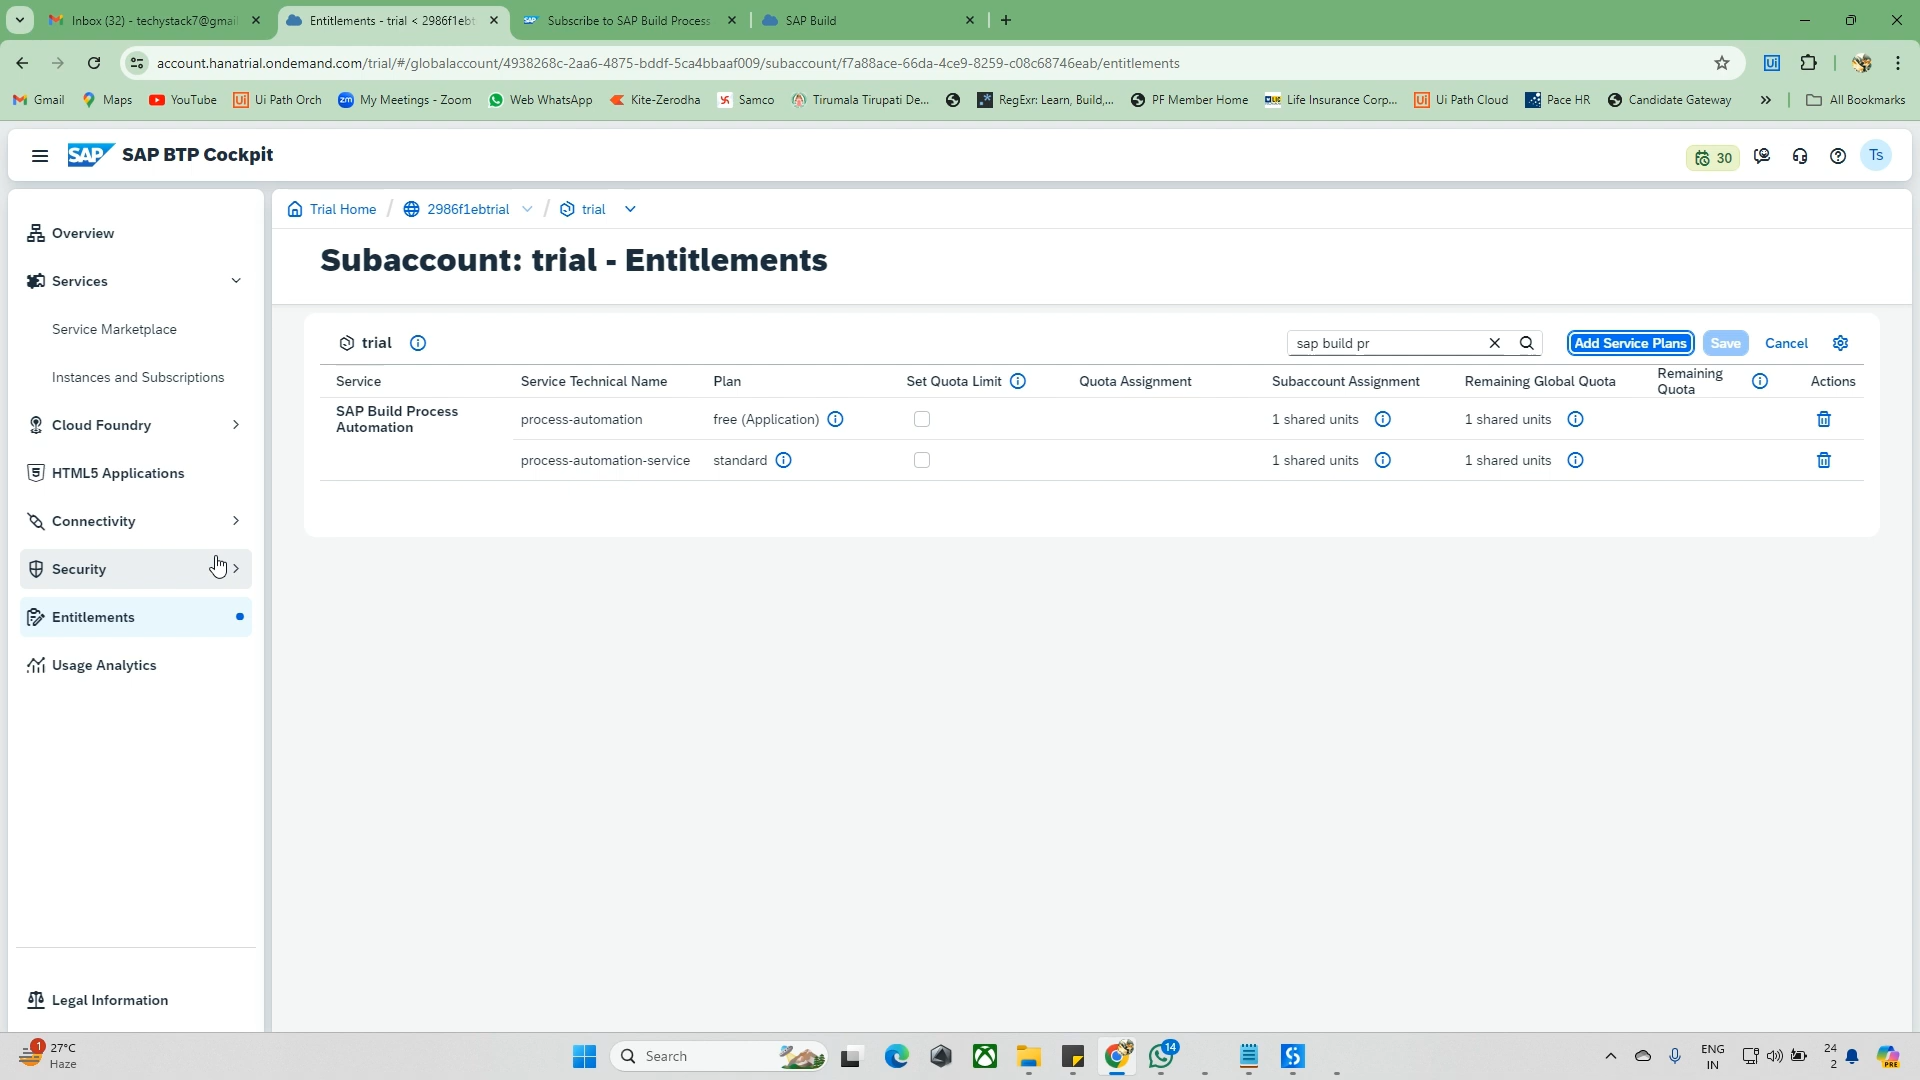 Inbox (32) - techystack7@gmail
Entitlements - trial < 2986f1ebt
Subscribe to SAP Build Process
SAP Build
account.hanatrial.ondemand.com/trial/#/globalaccount/4938268c-2aa6-4875-bddf-5ca4bbaaf009/subaccount/f7a88ace-66da-4ce9-8259-c08c68746eab/entitlements
Gmail Maps YouTube Ui Path Orch My Meetings - Zoom Web WhatsApp Kite-Zerodha Samco Tirumala Tirupati De... RegExr: Learn, Build,... PF Member Home Life Insurance Corp... Ui Path Cloud Pace HR Candidate Gateway » All Bookmarks
SAP SAP BTP Cockpit 30 Ts
Trial Home / 2986f1ebtrial / trial
Overview
Services
Service Marketplace
Instances and Subscriptions
Cloud Foundry
HTML5 Applications
Connectivity
Security
Entitlements
Usage Analytics
Legal Information
Subaccount: trial - Entitlements
trial sap build pr Add Service Plans Save Cancel
Service Service Technical Name Plan Set Quota Limit Quota Assignment Subaccount Assignment Remaining Global Quota Remaining Quota Actions
SAP Build Process Automation process-automation free (Application) 1 shared units 1 shared units
process-automation-service standard 1 shared units 1 shared units
1 27°C
Haze
Search
14
ENG
IN
24
2
PRE